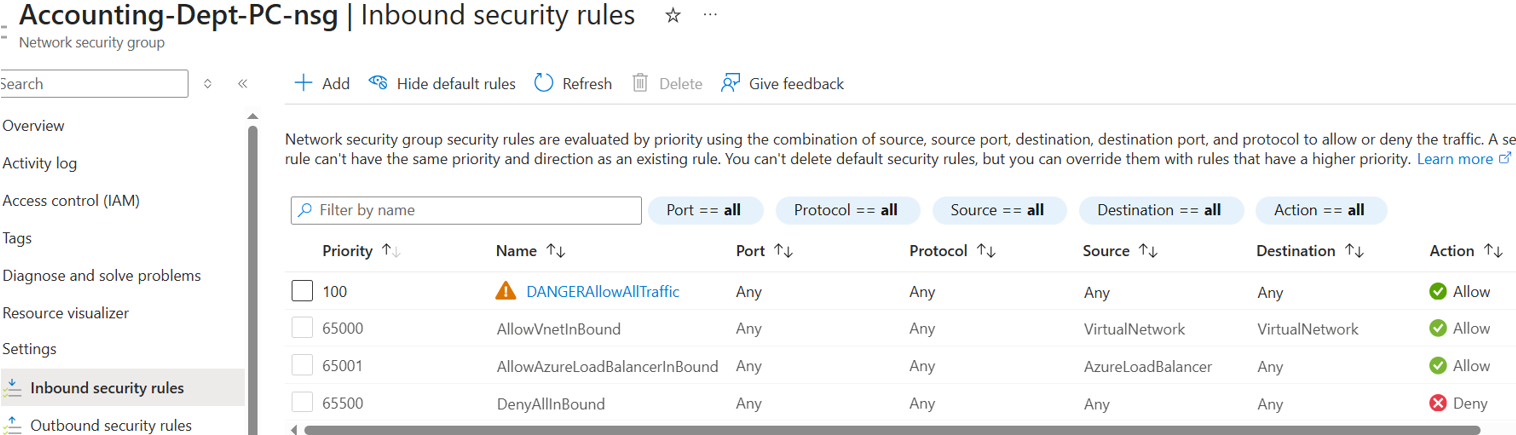 Accounting-Dept-PC-nsg | Inbound security rules
Network security group
Search
Add Hide default rules Refresh Delete Give feedback
Overview
Activity log
Access control (IAM)
Tags
Diagnose and solve problems
Resource visualizer
Settings
Inbound security rules
Outbound security rules
Network security group security rules are evaluated by priority using the combination of source, source port, destination, destination port, and protocol to allow or deny the traffic. A se
rule can't have the same priority and direction as an existing rule. You can't delete default security rules, but you can override them with rules that have a higher priority. Learn more
Filter by name Port == all Protocol == all Source == all Destination == all Action == all
Priority Name Port Protocol Source Destination Action
100 DANGERAllowAllTraffic Any Any Any Any Allow
65000 AllowVnetInBound Any Any VirtualNetwork VirtualNetwork Allow
65001 AllowAzureLoadBalancerInBound Any Any AzureLoadBalancer Any Allow
65500 DenyAllInBound Any Any Any Any Deny